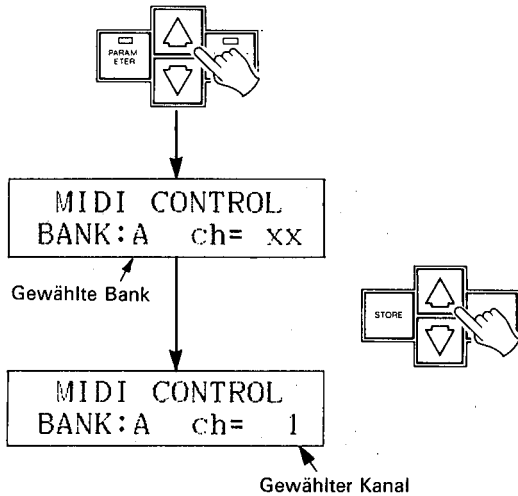 PARAM
ETER
MIDI CONTROL
BANK:A ch= xx
Gewählte Bank
STORE
MIDI CONTROL
BANK:A ch= 1
Gewählter Kanal